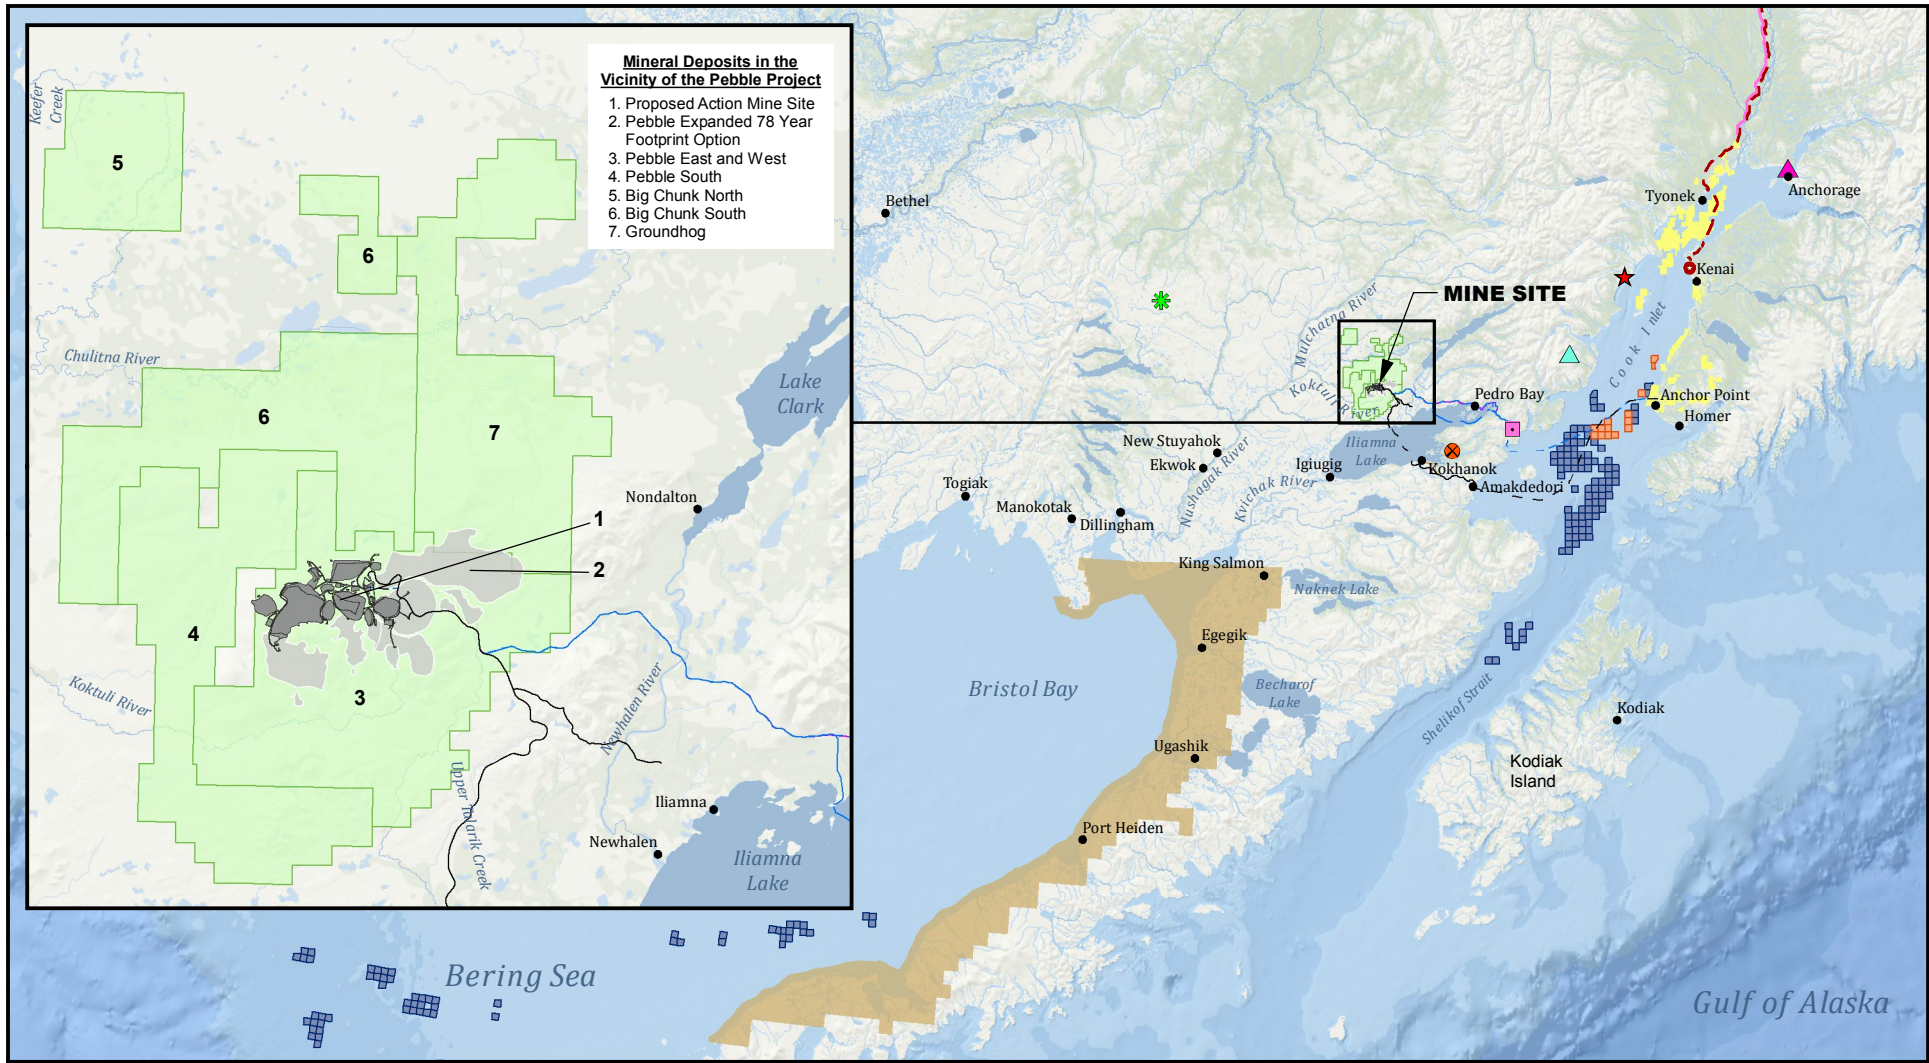 Mineral Deposits in the
Vicinity of the Pebble Project
1. Proposed Action Mine Site
2. Pebble Expanded 78 Year
Footprint Option
3. Pebble East and West
4. Pebble South
5. Big Chunk North
6. Big Chunk South
7. Groundhog
Keefer
Creek
5
6
Chulitna River
Lake
Clark
6
7
Nondalton
1
2
4
3
Koktuli River
Newhalen River
Upper Talarik Creek
Iliamna
Newhalen
Iliamna
Lake
Bethel
Tyonek
Anchorage
Kenai
MINE SITE
Mulchatna River
Koktuli River
Cook Inlet
Pedro Bay
Anchor Point
Homer
New Stuyahok
Ekwok
Iliamna
Lake
Igiugig
Kokhanok
Amakdedori
Togiak
Manokotak
Dillingham
Nushagak River
Kvichak River
King Salmon
Naknek Lake
Egegik
Bristol Bay
Becharof
Lake
Shelikof Strait
Kodiak
Ugashik
Kodiak
Island
Port Heiden
Bering Sea
Gulf of Alaska